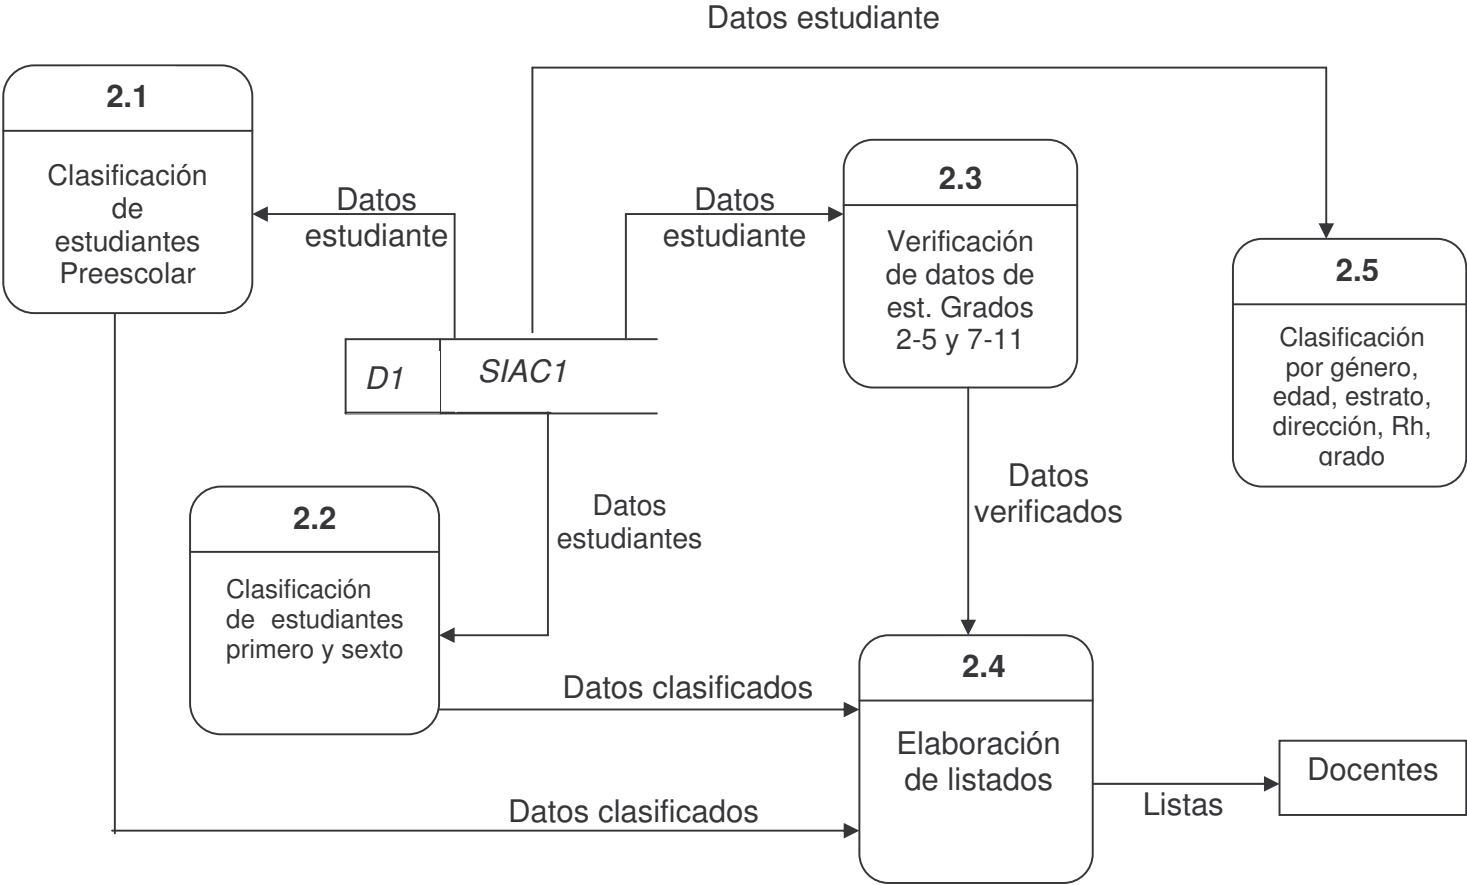 Datos estudiante
2.1
Clasificación
de
estudiantes
Preescolar
Datos
estudiante
Datos
estudiante
2.3
Verificación
de datos de
est. Grados
2-5 y 7-11
2.5
Clasificación
por género,
edad, estrato,
dirección, Rh,
grado
D1
SIAC1
Datos
verificados
Datos
estudiantes
2.2
Clasificación
de estudiantes
primero y sexto
Datos clasificados
2.4
Elaboración
de listados
Docentes
Listas
Datos clasificados